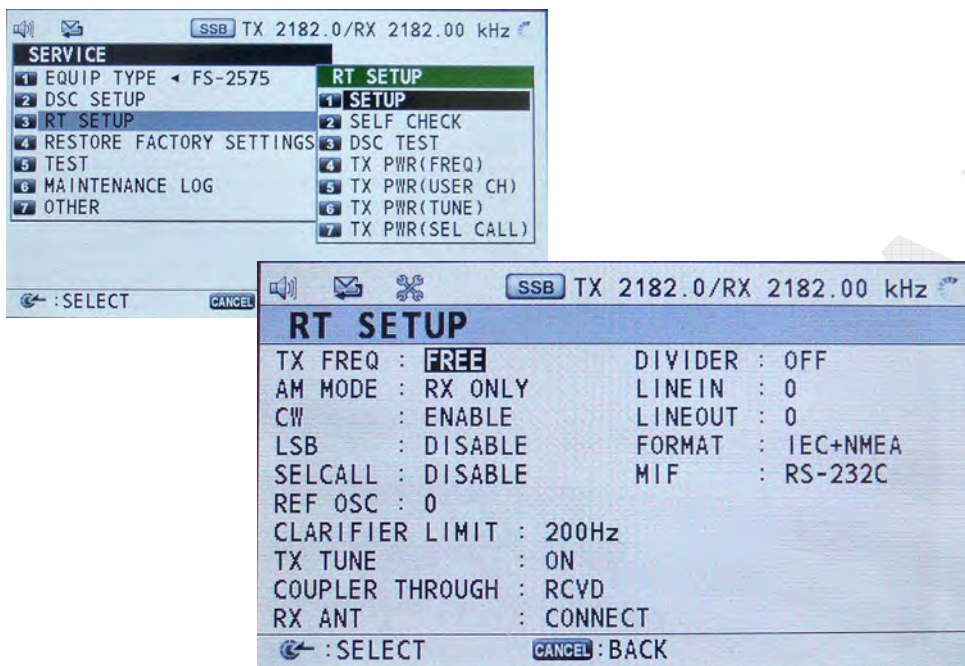 SSB TX 2182.0/RX 2182.00 kHz
SERVICE
1 EQUIP TYPE ◄ FS-2575
2 DSC SETUP
3 RT SETUP
4 RESTORE FACTORY SETTINGS
5 TEST
6 MAINTENANCE LOG
7 OTHER
RT SETUP
1 SETUP
2 SELF CHECK
3 DSC TEST
4 TX PWR(FREQ)
5 TX PWR(USER CH)
6 TX PWR(TUNE)
7 TX PWR(SEL CALL)
:SELECT CANCEL
SSB TX 2182.0/RX 2182.00 kHz
RT SETUP
TX FREQ : FREE DIVIDER : OFF
AM MODE : RX ONLY LINEIN : 0
CW : ENABLE LINEOUT : 0
LSB : DISABLE FORMAT : IEC+NMEA
SELCALL : DISABLE MIF : RS-232C
REF OSC : 0
CLARIFIER LIMIT : 200Hz
TX TUNE : ON
COUPLER THROUGH : RCVD
RX ANT : CONNECT
:SELECT CANCEL:BACK